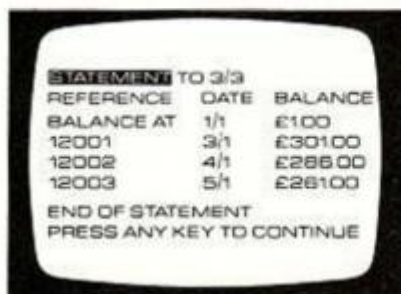 STATEMENT TO 3/3
REFERENCE DATE BALANCE
BALANCE AT 1/1 £1.00
12001 3/1 £301.00
12002 4/1 £286.00
12003 5/1 £261.00
END OF STATEMENT
PRESS ANY KEY TO CONTINUE